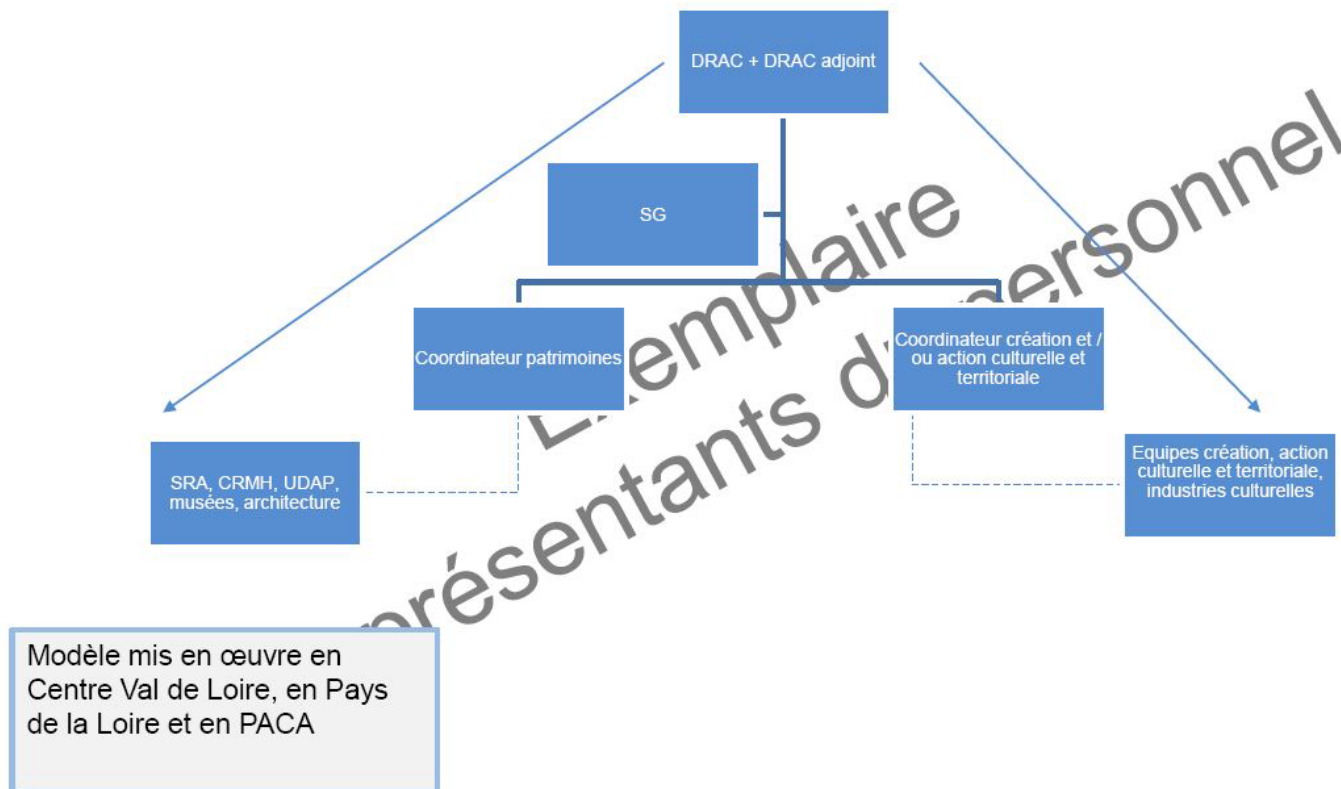 DRAC + DRAC adjoint
SG
Coordinateur patrimoines
Coordinateur création et /
ou action culturelle et
territoriale
SRA, CRMH, UDAP,
musées, architecture
Equipes création, action
culturelle et territoriale,
industries culturelles
Exemplaire
présentants du personnel
Modèle mis en œuvre en
Centre Val de Loire, en Pays
de la Loire et en PACA